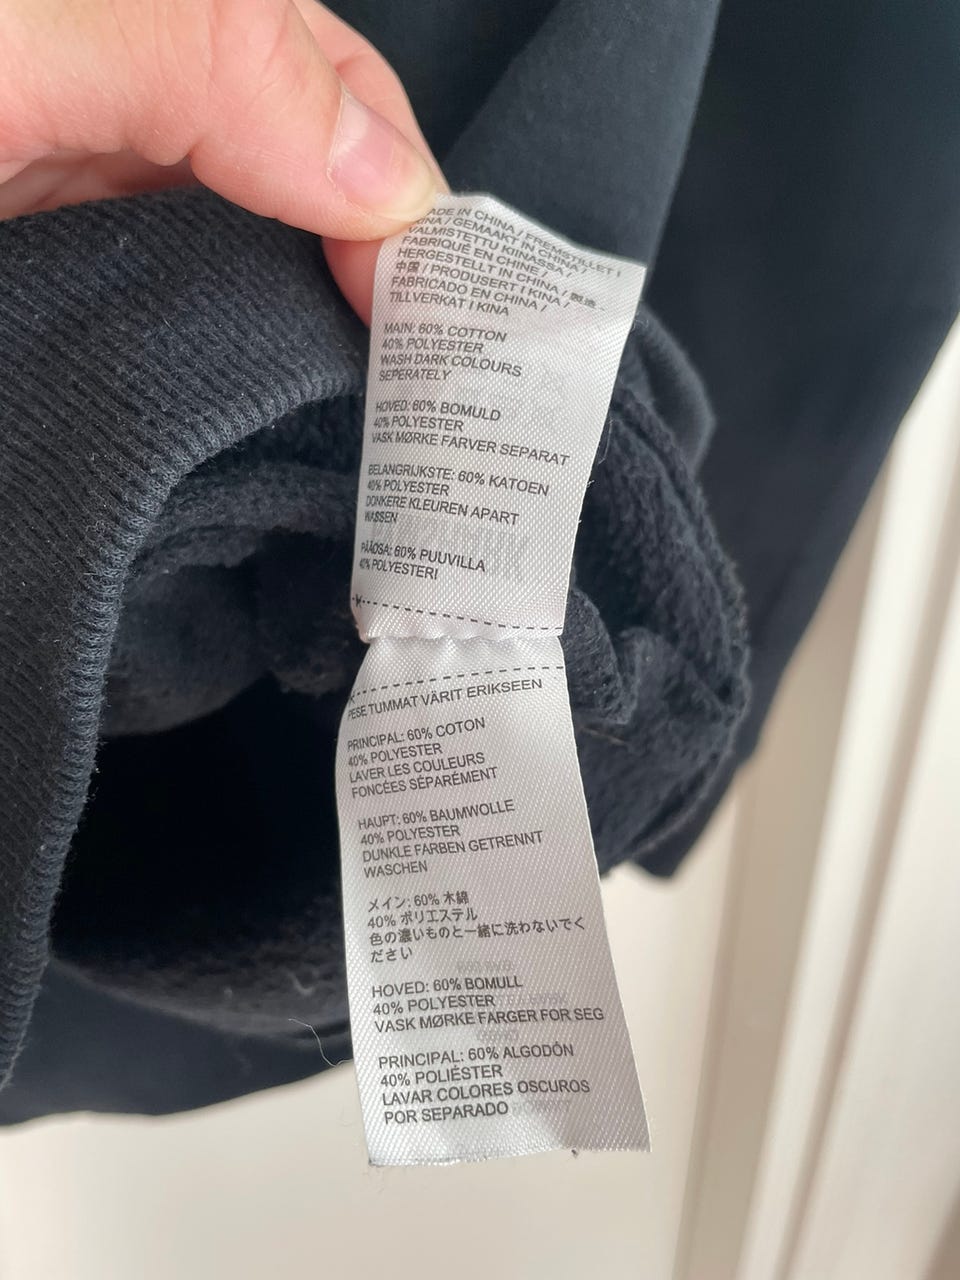 ADE IN CHINA / FREMSTILLET I
KINA / GEMAAKT IN CHINA /
VALMISTETTU KIINASSA /
FABRIQUÉ EN CHINE /
HERGESTELLT IN CHINA / 製造
中国 / PRODUSERT I KINA /
FABRICADO EN CHINA /
TILLVERKAT I KINA
MAIN: 60% COTTON
40% POLYESTER
WASH DARK COLOURS
SEPERATELY
HOVED: 60% BOMULD
40% POLYESTER
VASK MØRKE FARVER SEPARAT
BELANGRIJKSTE: 60% KATOEN
40% POLYESTER
DONKERE KLEUREN APART
WASSEN
PÄÄOSA: 60% PUUVILLA
40% POLYESTERI
PESE TUMMAT VÄRIT ERIKSEEN
PRINCIPAL: 60% COTON
40% POLYESTER
LAVER LES COULEURS
FONCÉES SÉPARÉMENT
HAUPT: 60% BAUMWOLLE
40% POLYESTER
DUNKLE FARBEN GETRENNT
WASCHEN
メイン: 60% 木綿
40% ポリエステル
色の濃いものと一緒に洗わないでく
ださい
HOVED: 60% BOMULL
40% POLYESTER
VASK MØRKE FARGER FOR SEG
PRINCIPAL: 60% ALGODÓN
40% POLIÉSTER
LAVAR COLORES OSCUROS
POR SEPARADO